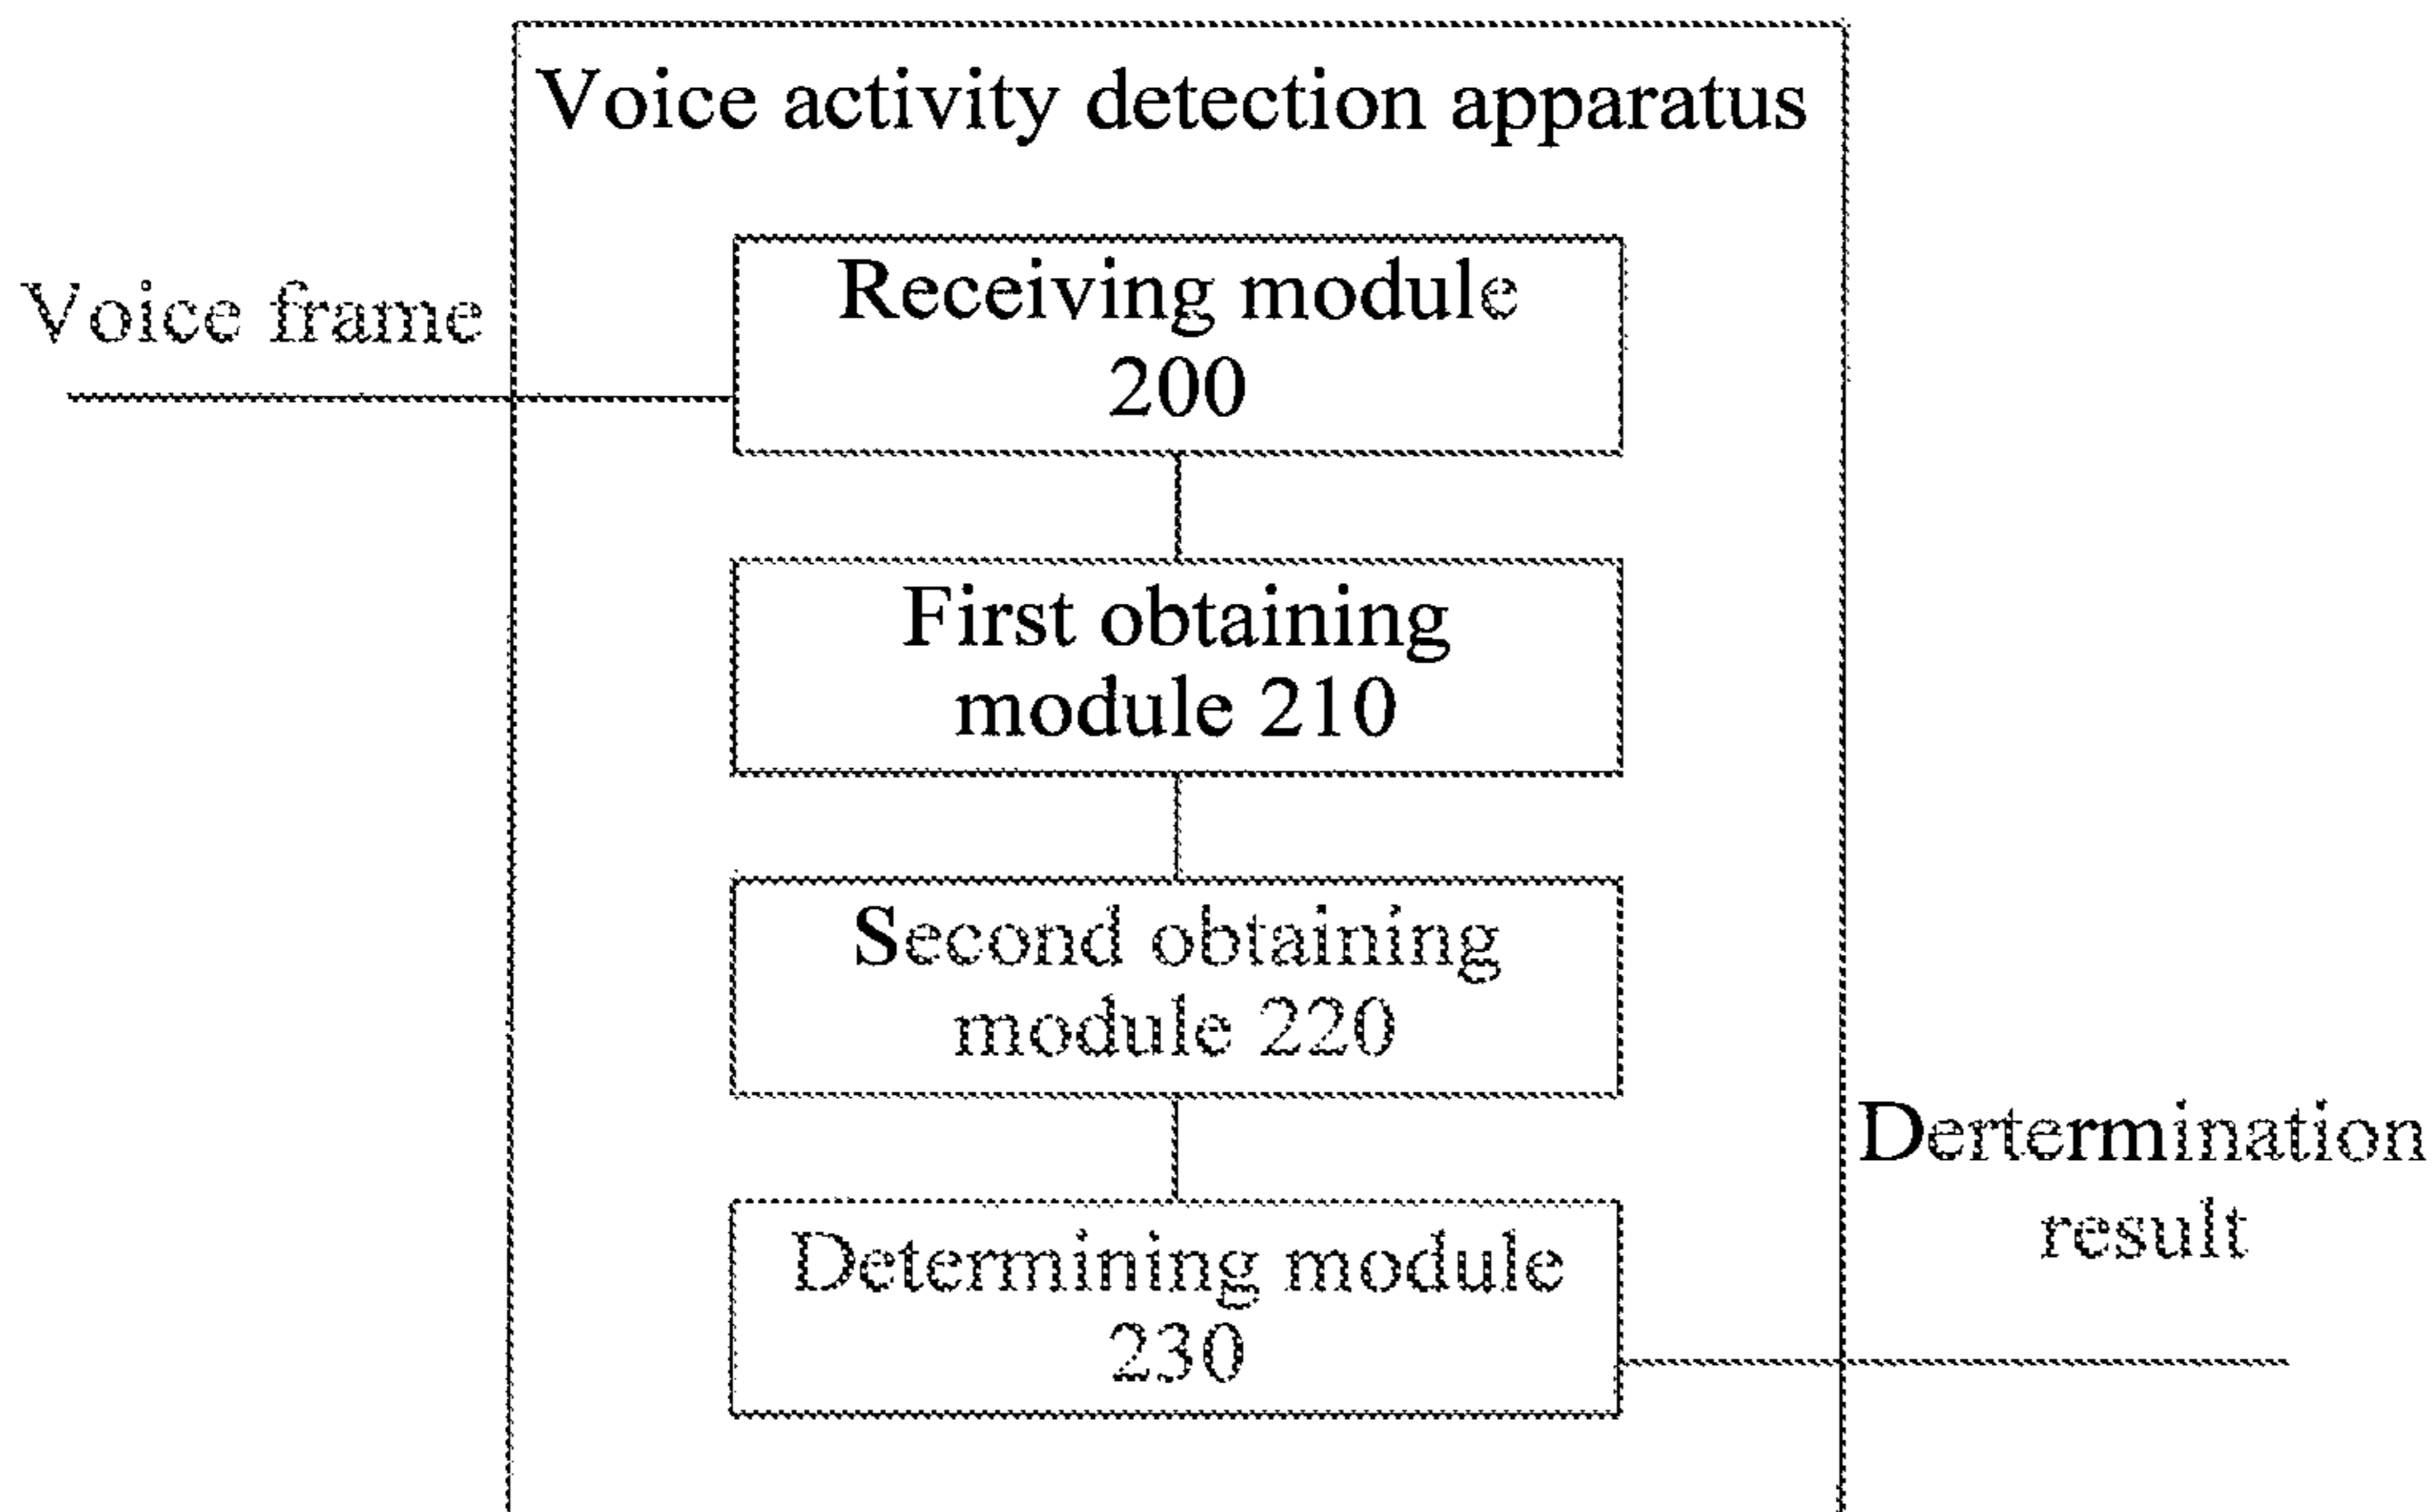 Voice activity detection apparatus
Voice frame
Receiving module
200
First obtaining
module 210
Second obtaining
module 220
Determining module
230
Dertermination
result